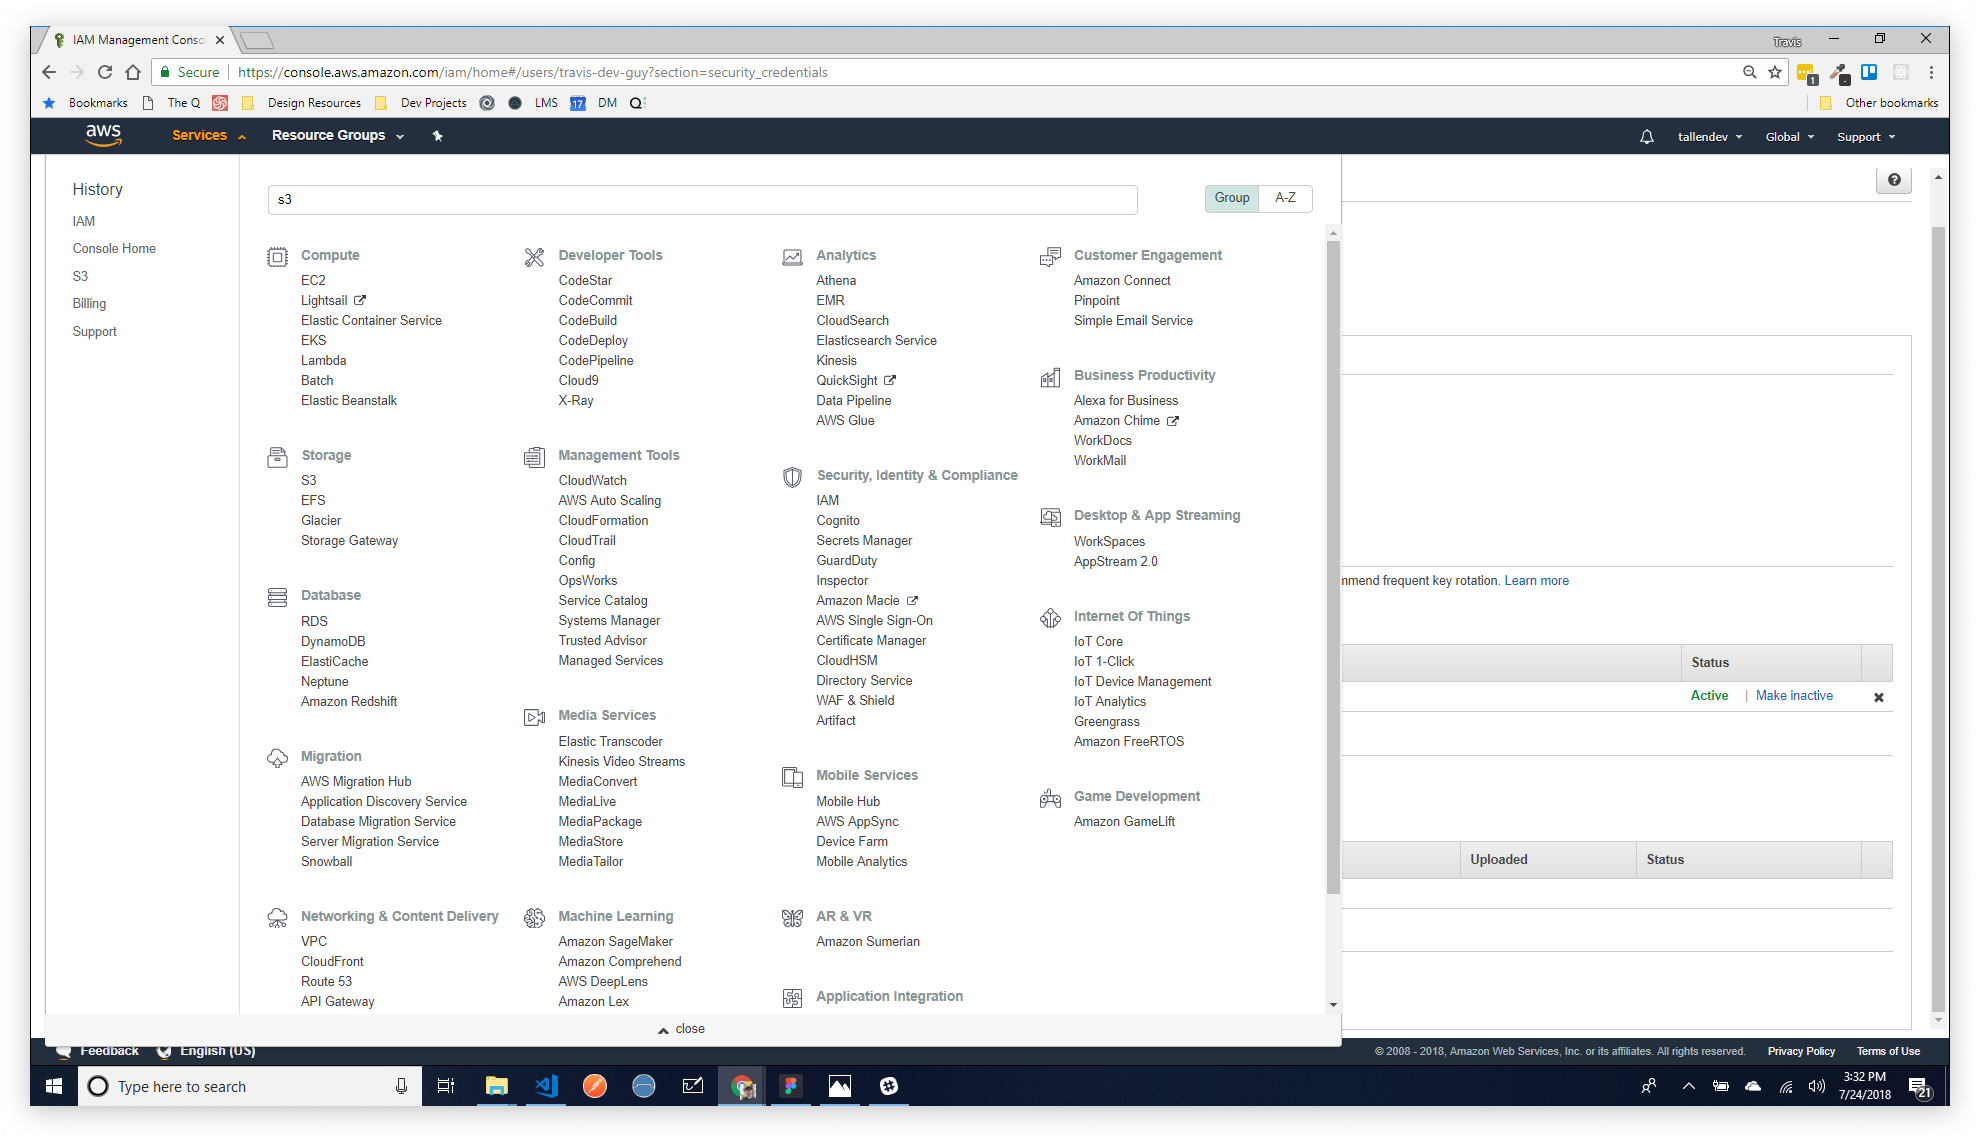 IAM Management Conso
Travis
Secure
https://console.aws.amazon.com/iam/home#/users/travis-dev-guy?section=security_credentials
1
Bookmarks
The Q
Design Resources
Dev Projects
LMS
17
DM
Other bookmarks
aws
Services
Resource Groups
tallendev
Global
Support
History
IAM
Console Home
S3
Billing
Support
s3
Group
A-Z
Compute
EC2
Lightsail
Elastic Container Service
EKS
Lambda
Batch
Elastic Beanstalk
Storage
S3
EFS
Glacier
Storage Gateway
Database
RDS
DynamoDB
ElastiCache
Neptune
Amazon Redshift
Migration
AWS Migration Hub
Application Discovery Service
Database Migration Service
Server Migration Service
Snowball
Networking & Content Delivery
VPC
CloudFront
Route 53
API Gateway
Developer Tools
CodeStar
CodeCommit
CodeBuild
CodeDeploy
CodePipeline
Cloud9
X-Ray
Management Tools
CloudWatch
AWS Auto Scaling
CloudFormation
CloudTrail
Config
OpsWorks
Service Catalog
Systems Manager
Trusted Advisor
Managed Services
Media Services
Elastic Transcoder
Kinesis Video Streams
MediaConvert
MediaLive
MediaPackage
MediaStore
MediaTailor
Machine Learning
Amazon SageMaker
Amazon Comprehend
AWS DeepLens
Amazon Lex
Analytics
Athena
EMR
CloudSearch
Elasticsearch Service
Kinesis
QuickSight
Data Pipeline
AWS Glue
Security, Identity & Compliance
IAM
Cognito
Secrets Manager
GuardDuty
Inspector
Amazon Macie
AWS Single Sign-On
Certificate Manager
CloudHSM
Directory Service
WAF & Shield
Artifact
Mobile Services
Mobile Hub
AWS AppSync
Device Farm
Mobile Analytics
AR & VR
Amazon Sumerian
Application Integration
Customer Engagement
Amazon Connect
Pinpoint
Simple Email Service
Business Productivity
Alexa for Business
Amazon Chime
WorkDocs
WorkMail
Desktop & App Streaming
WorkSpaces
AppStream 2.0
Internet Of Things
IoT Core
IoT 1-Click
IoT Device Management
IoT Analytics
Greengrass
Amazon FreeRTOS
Game Development
Amazon GameLift
mmend frequent key rotation. Learn more
Status
Active | Make inactive
Uploaded
Status
close
Feedback
English (US)
© 2008 - 2018, Amazon Web Services, Inc. or its affiliates. All rights reserved.
Privacy Policy
Terms of Use
Type here to search
3:32 PM
7/24/2018
21